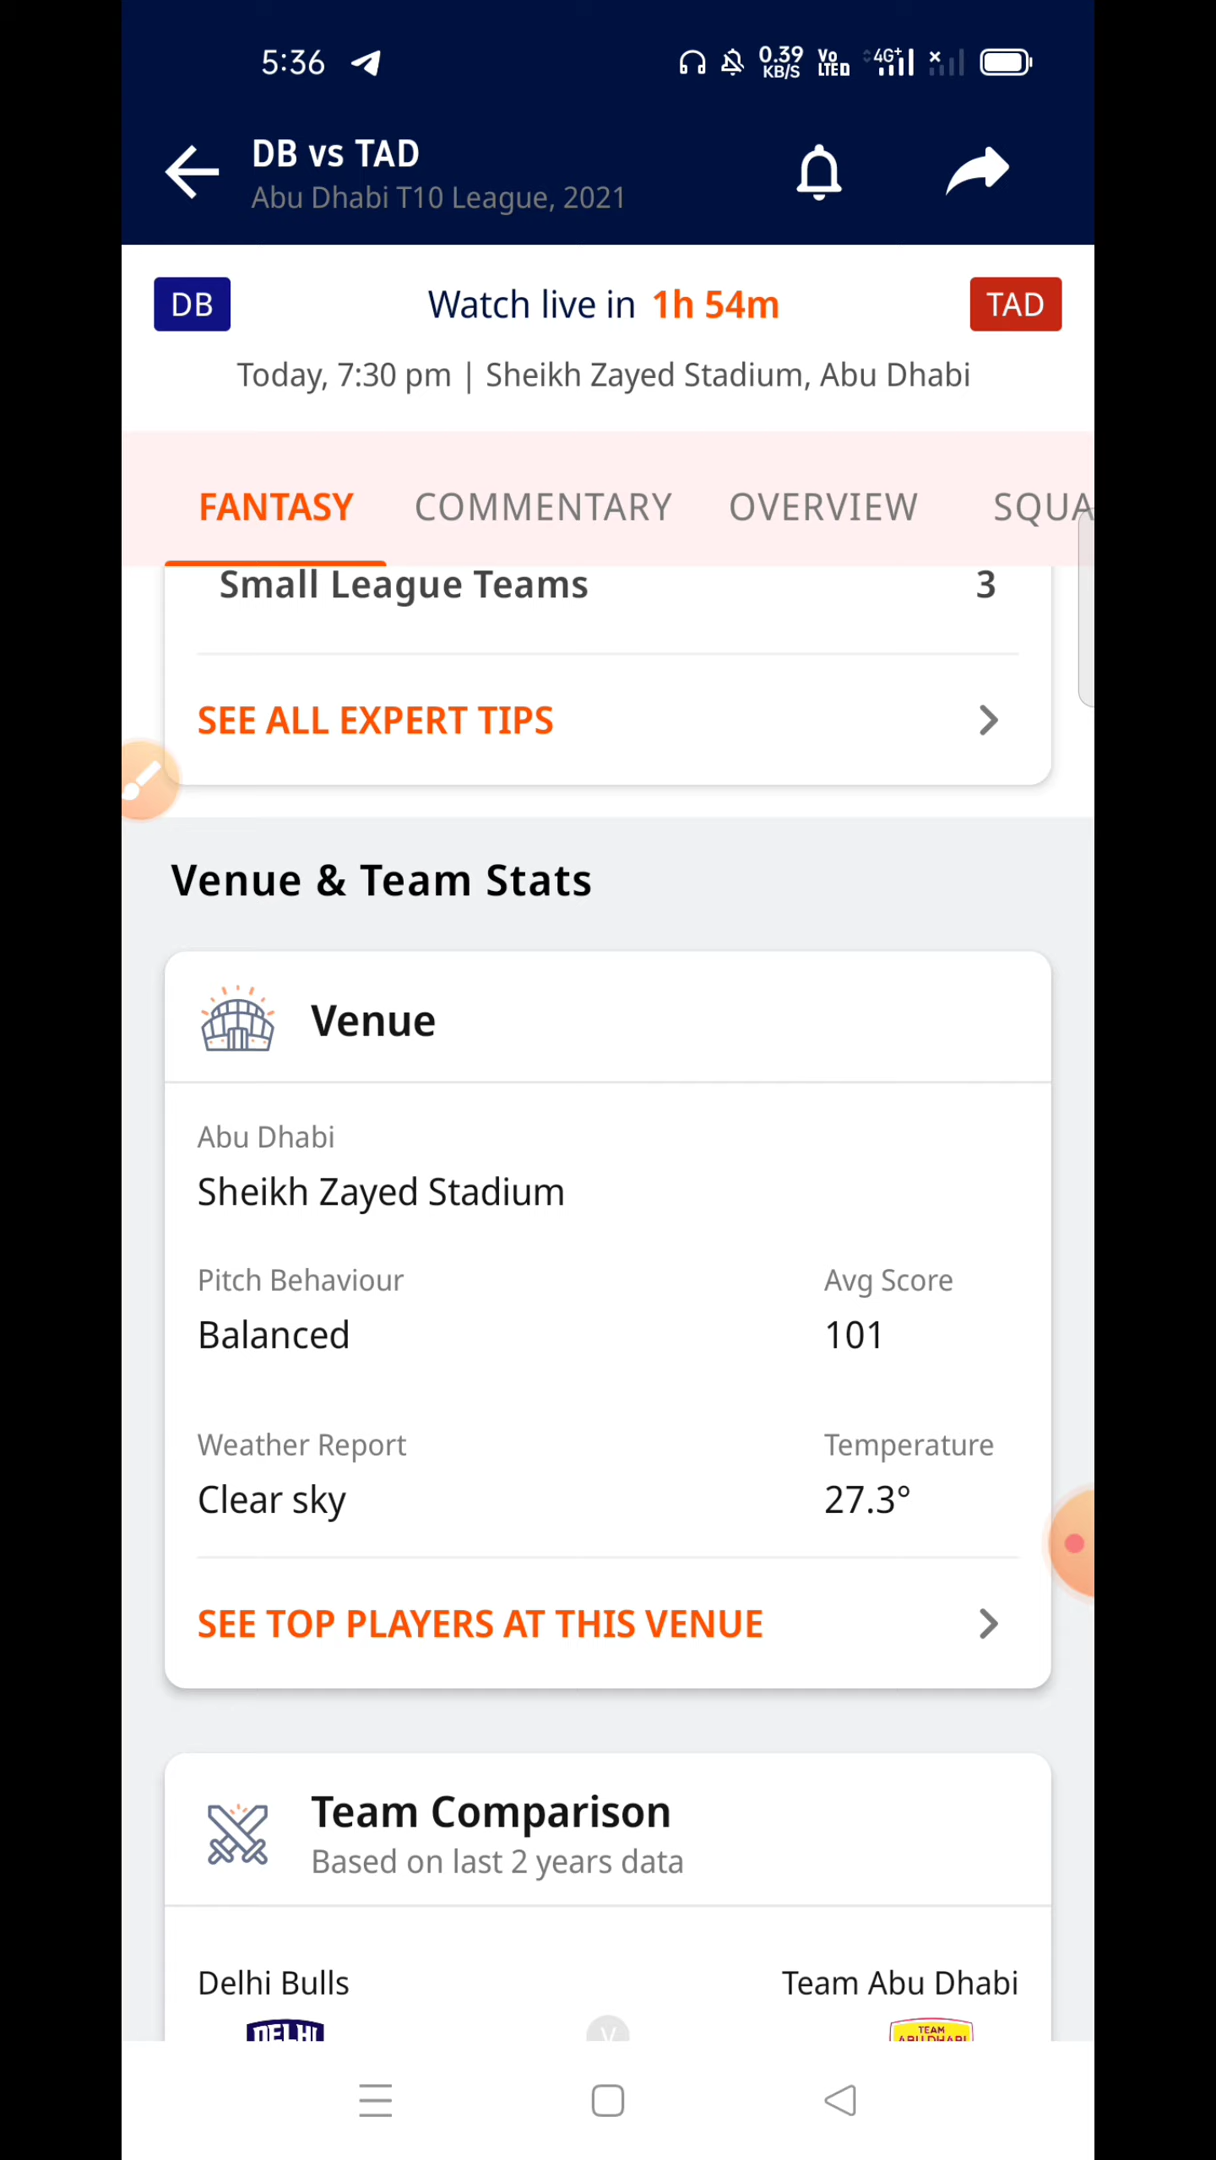 5:36
0.39 KB/S
Vo LTED
4G+
DB vs TAD
Abu Dhabi T10 League, 2021
DB
Watch live in 1h 54m
TAD
Today, 7:30 pm | Sheikh Zayed Stadium, Abu Dhabi
FANTASY
COMMENTARY
OVERVIEW
SQUA
Small League Teams
3
SEE ALL EXPERT TIPS
Venue & Team Stats
Venue
Abu Dhabi
Sheikh Zayed Stadium
Pitch Behaviour
Avg Score
Balanced
101
Weather Report
Temperature
Clear sky
27.3°
SEE TOP PLAYERS AT THIS VENUE
Team Comparison
Based on last 2 years data
Delhi Bulls
Team Abu Dhabi
DELHI
V
TEAM
ABU DHABI